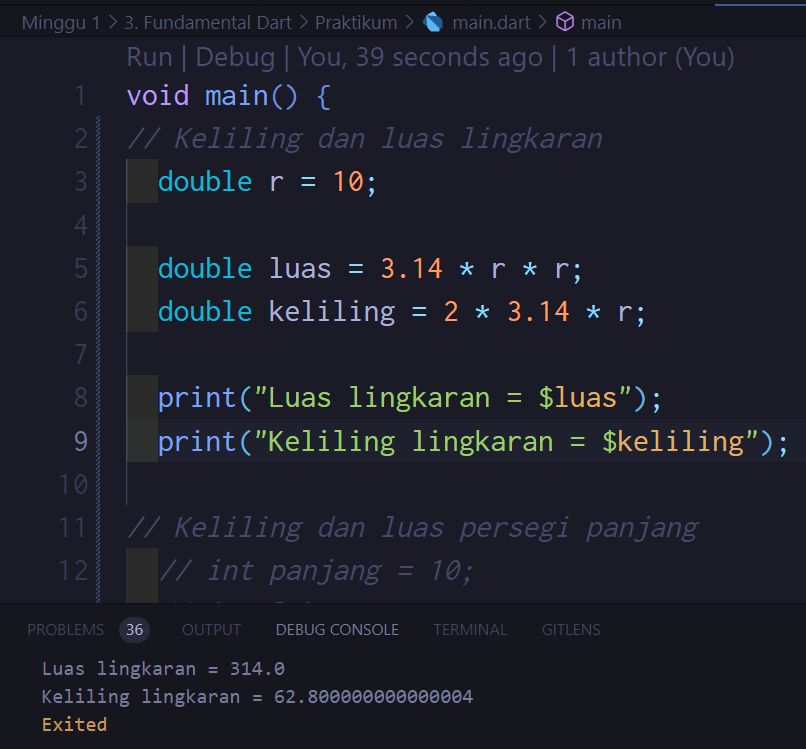 Minggu 1 > 3. Fundamental Dart > Praktikum > main.dart > main
Run | Debug | You, 39 seconds ago | 1 author (You)
1 void main() {
2 // Keliling dan luas lingkaran
3 double r = 10;
4
5 double luas = 3.14 * r * r;
6 double keliling = 2 * 3.14 * r;
7
8 print("Luas lingkaran = $luas");
9 print("Keliling lingkaran = $keliling");
10
11 // Keliling dan luas persegi panjang
12 // int panjang = 10;
PROBLEMS 36 OUTPUT DEBUG CONSOLE TERMINAL GITLENS
Luas lingkaran = 314.0
Keliling lingkaran = 62.800000000000004
Exited